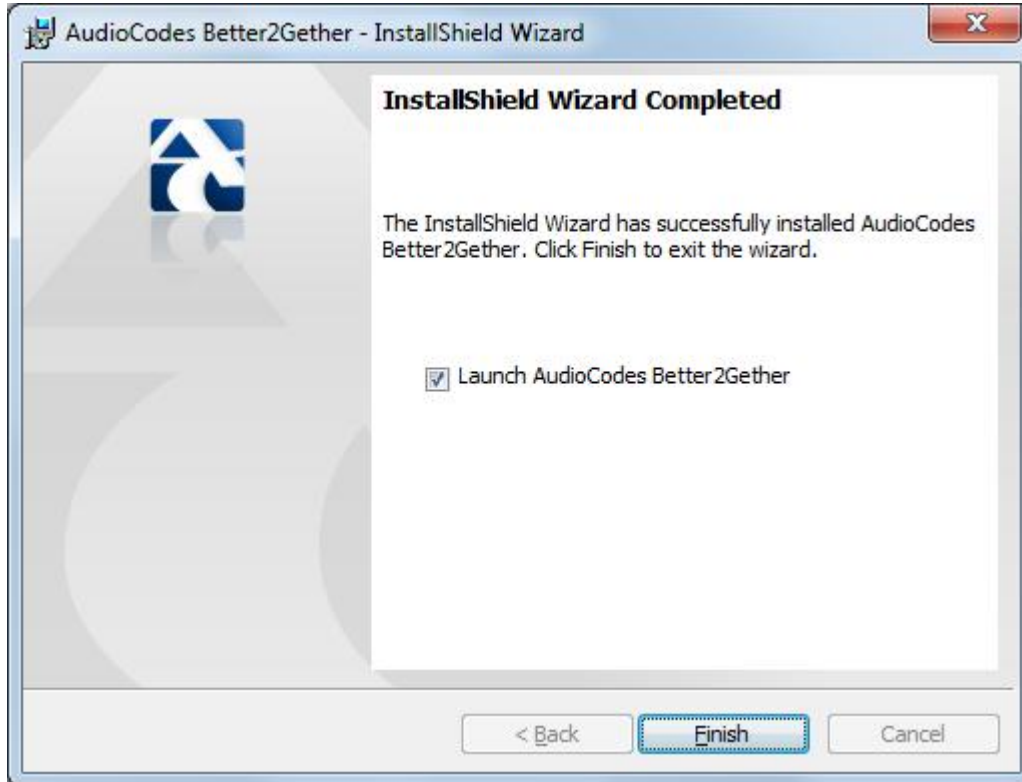 AudioCodes Better2Gether - InstallShield Wizard
InstallShield Wizard Completed
The InstallShield Wizard has successfully installed AudioCodes
Better2Gether. Click Finish to exit the wizard.
Launch AudioCodes Better2Gether
< Back
Finish
Cancel